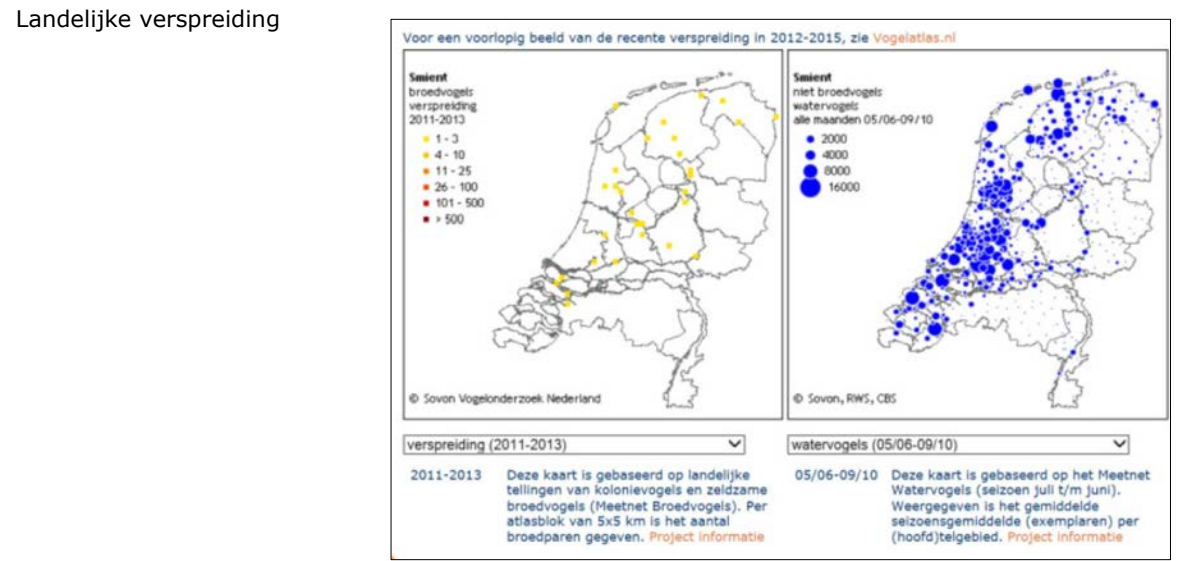 Landelijke verspreiding
Voor een voorlopig beeld van de recente verspreiding in 2012-2015, zie Vogelatlas.nl
Smient
broedvogels
verspreiding
2011-2013
1 - 3
4 - 10
11 - 25
26 - 100
101 - 500
> 500
© Sovon Vogelonderzoek Nederland
Smient
niet broedvogels
watervogels
alle maanden 05/06-09/10
2000
4000
8000
16000
© Sovon, RWS, CBS
verspreiding (2011-2013)
watervogels (05/06-09/10)
2011-2013
Deze kaart is gebaseerd op landelijke
tellingen van kolonievogels en zeldzame
broedvogels (Meetnet Broedvogels). Per
atlasblok van 5x5 km is het aantal
broedparen gegeven. Project informatie
05/06-09/10
Deze kaart is gebaseerd op het Meetnet
Watervogels (seizoen juli t/m juni).
Weergegeven is het gemiddelde
seizoensgemiddelde (exemplaren) per
(hoofd)telgebied. Project informatie